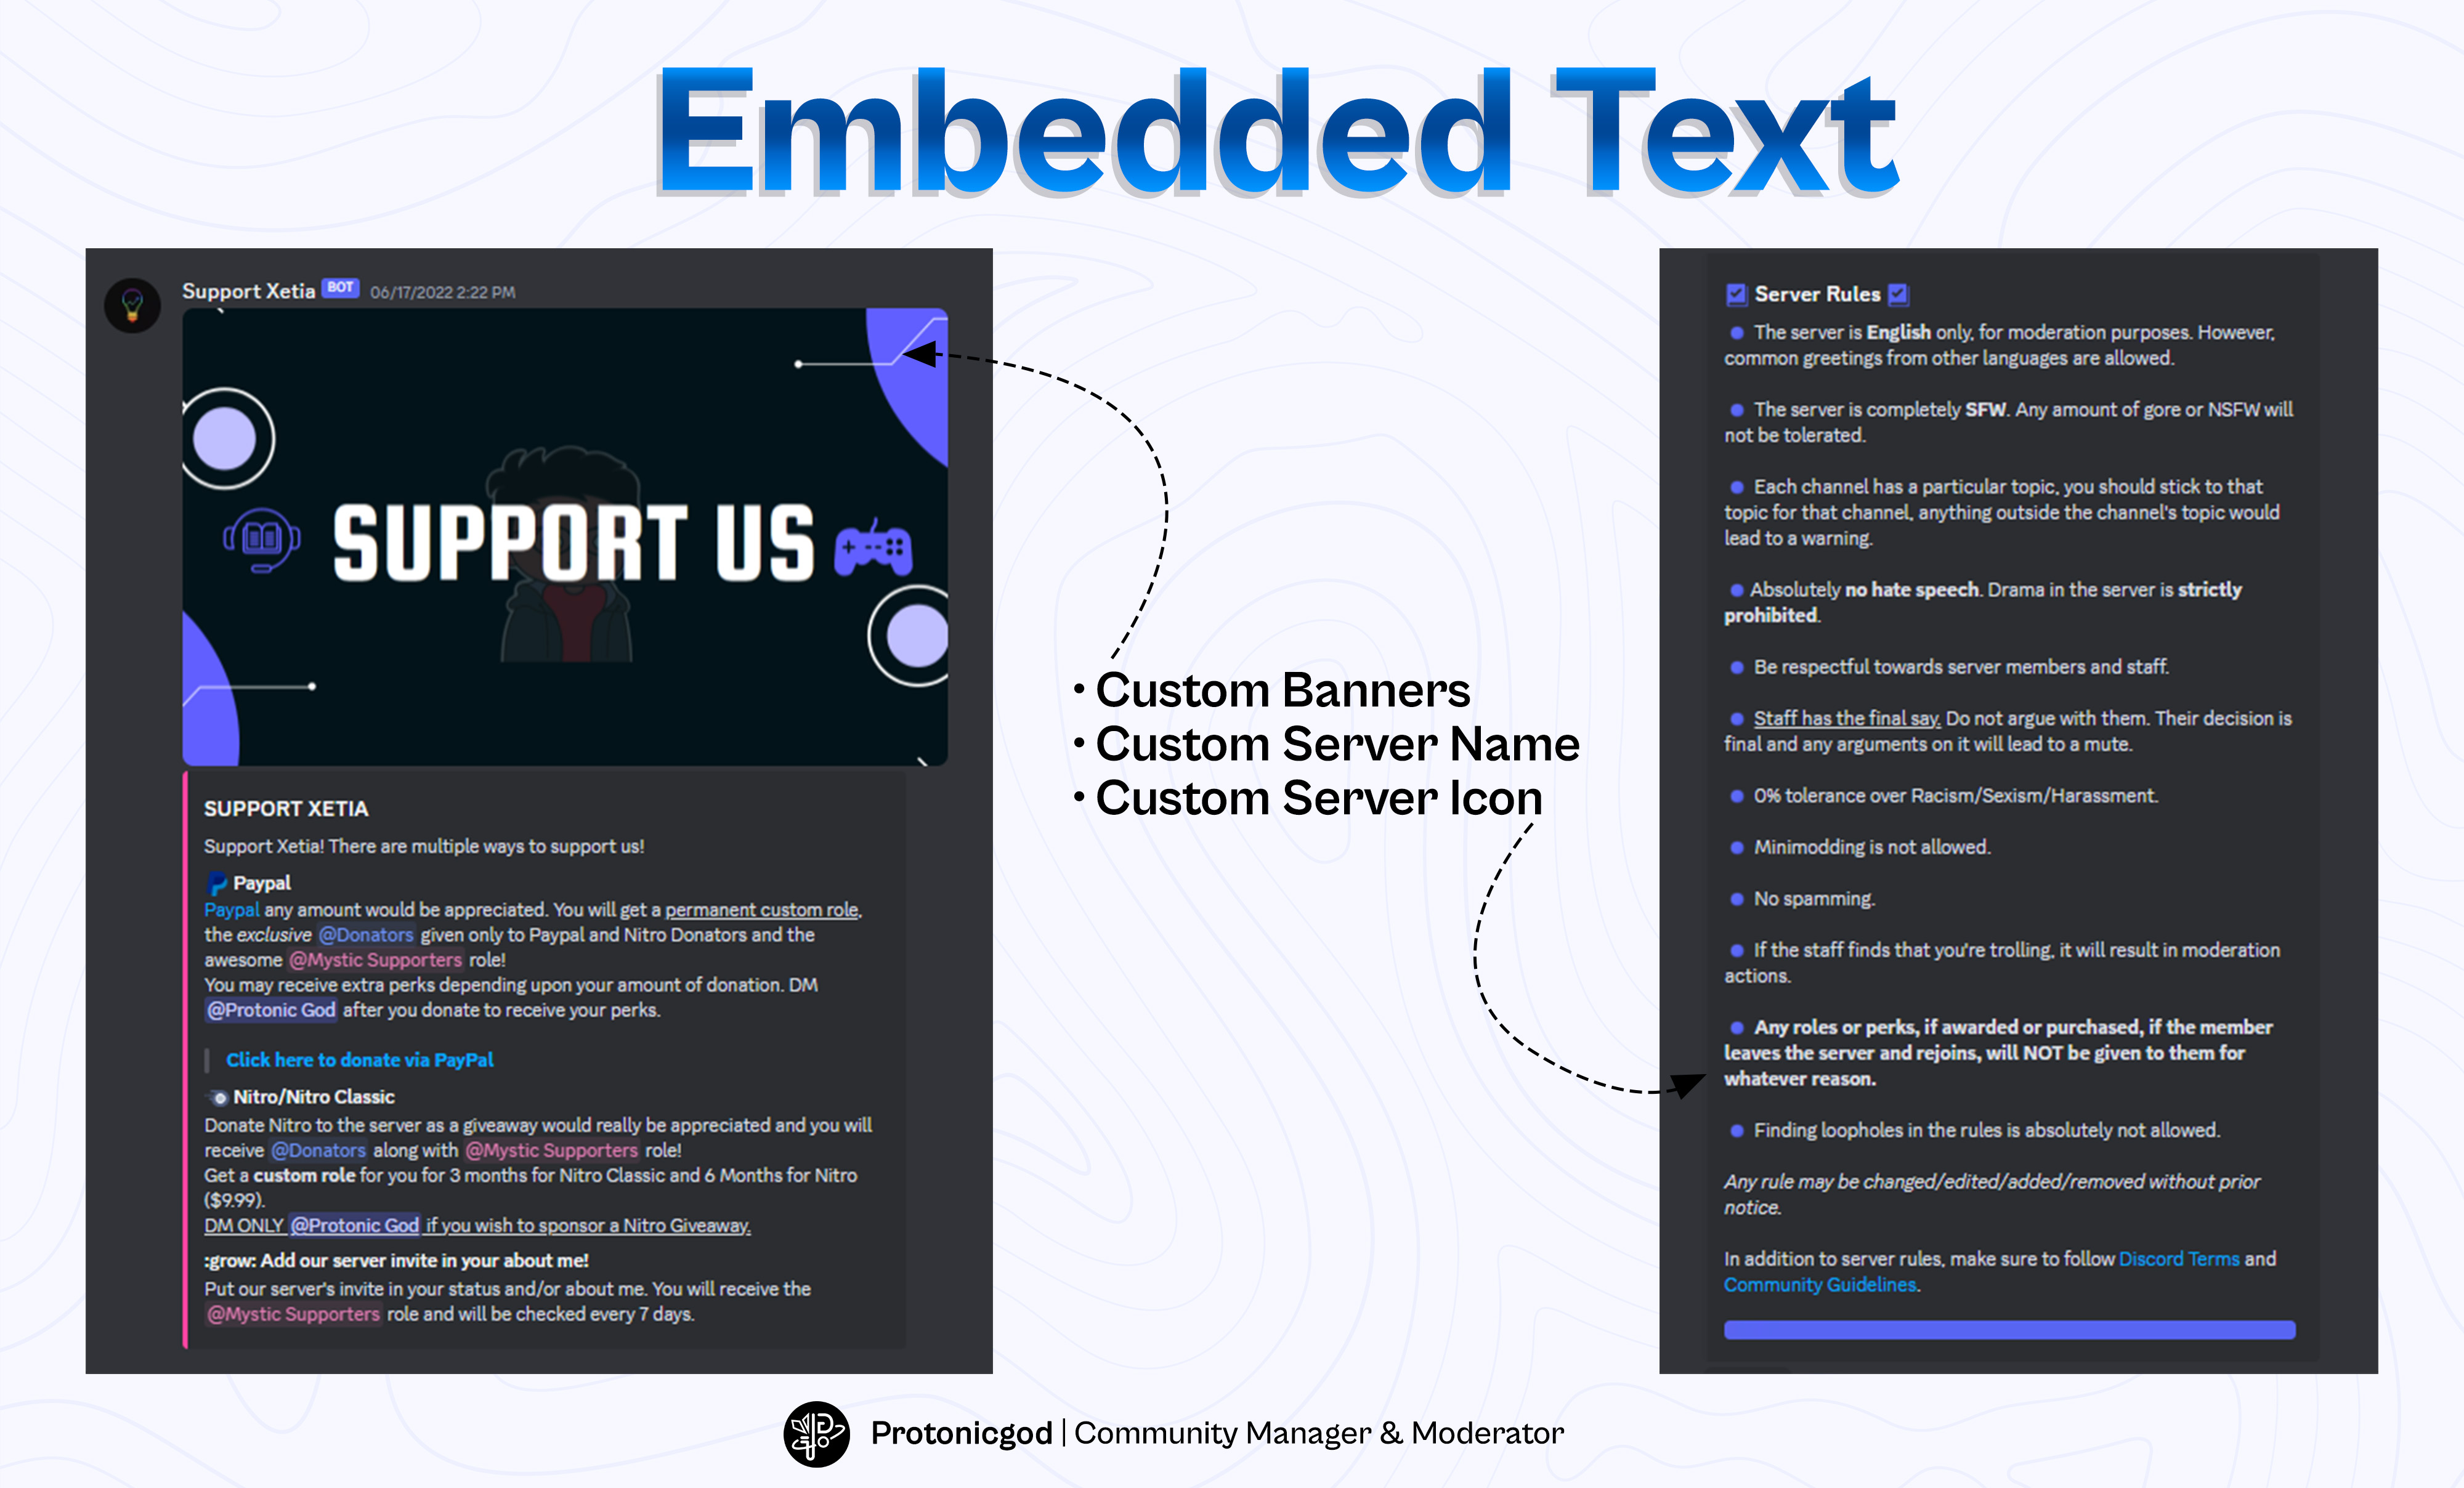 Embedded Text
Support Xetia BOT 06/17/2022 2:22 PM
SUPPORT US
SUPPORT XETIA
Support Xetia! There are multiple ways to support us!
Paypal
Paypal any amount would be appreciated. You will get a permanent custom role,
the exclusive @Donators given only to Paypal and Nitro Donators and the
awesome @Mystic Supporters role!
You may receive extra perks depending upon your amount of donation. DM
@Protonic God after you donate to receive your perks.
Click here to donate via PayPal
Nitro/Nitro Classic
Donate Nitro to the server as a giveaway would really be appreciated and you will
receive @Donators along with @Mystic Supporters role!
Get a custom role for you for 3 months for Nitro Classic and 6 Months for Nitro
($9.99).
DM ONLY @Protonic God if you wish to sponsor a Nitro Giveaway.
:grow: Add our server invite in your about me!
Put our server's invite in your status and/or about me. You will receive the
@Mystic Supporters role and will be checked every 7 days.
• Custom Banners
• Custom Server Name
• Custom Server Icon
Server Rules
• The server is English only, for moderation purposes. However,
common greetings from other languages are allowed.
• The server is completely SFW. Any amount of gore or NSFW will
not be tolerated.
• Each channel has a particular topic, you should stick to that
topic for that channel, anything outside the channel's topic would
lead to a warning.
• Absolutely no hate speech. Drama in the server is strictly
prohibited.
• Be respectful towards server members and staff.
• Staff has the final say. Do not argue with them. Their decision is
final and any arguments on it will lead to a mute.
• 0% tolerance over Racism/Sexism/Harassment.
• Minimodding is not allowed.
• No spamming.
• If the staff finds that you're trolling, it will result in moderation
actions.
• Any roles or perks, if awarded or purchased, if the member
leaves the server and rejoins, will NOT be given to them for
whatever reason.
• Finding loopholes in the rules is absolutely not allowed.
Any rule may be changed/edited/added/removed without prior
notice.
In addition to server rules, make sure to follow Discord Terms and
Community Guidelines.
Protonicgod | Community Manager & Moderator